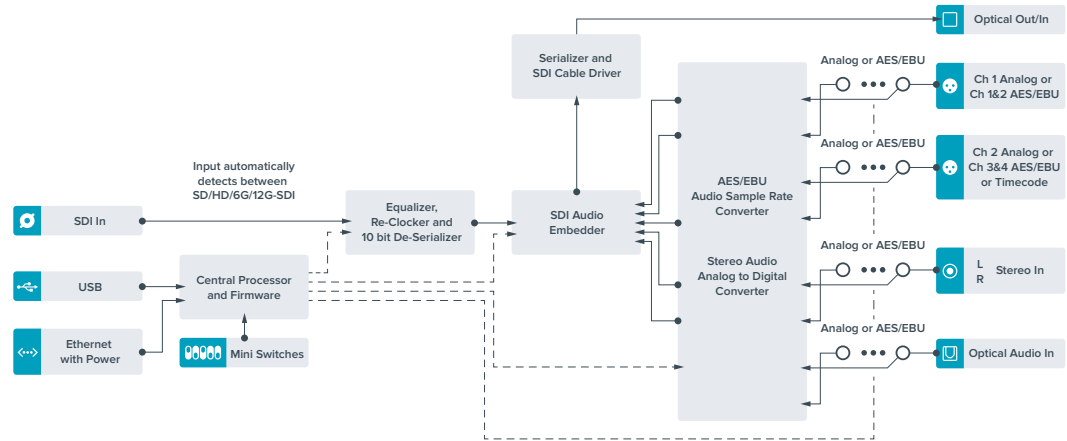 Optical Out/In
Serializer and
SDI Cable Driver
Analog or AES/EBU
Ch 1 Analog or
Ch 1&2 AES/EBU
Analog or AES/EBU
Ch 2 Analog or
Ch 3&4 AES/EBU
or Timecode
Input automatically
detects between
SD/HD/6G/12G-SDI
AES/EBU
Audio Sample Rate
Converter
SDI In
Equalizer,
Re-Clocker and
10 bit De-Serializer
SDI Audio
Embedder
Stereo Audio
Analog to Digital
Converter
Analog or AES/EBU
L
R
Stereo In
USB
Central Processor
and Firmware
Ethernet
with Power
Mini Switches
Analog or AES/EBU
Optical Audio In